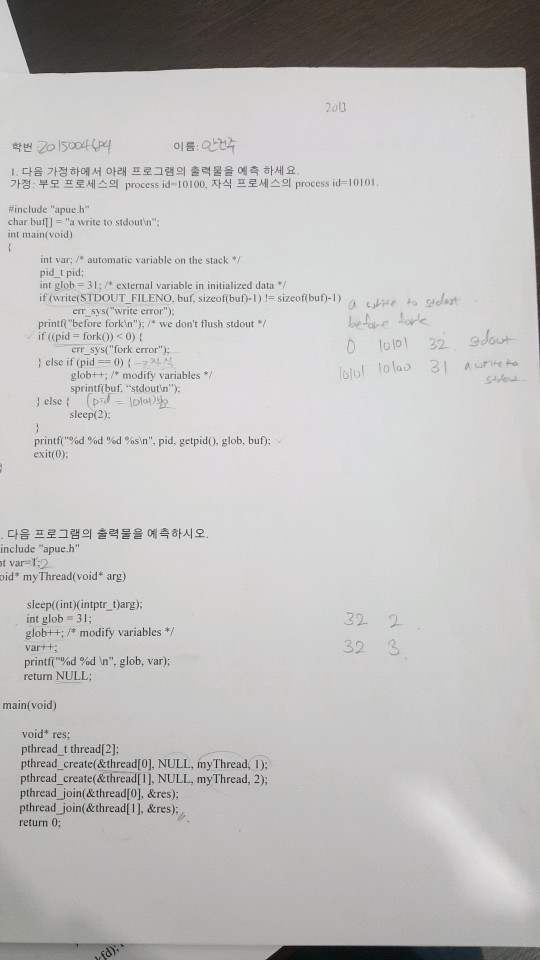 2013
학번 2015004684 이름: 안전주
1. 다음 가정하에서 아래 프로그램의 출력물을 예측 하세요.
가정: 부모 프로세스의 process id=10100, 자식 프로세스의 process id=10101.
#include "apue.h"
char buf[] = "a write to stdout\n";
int main(void)
{
int var; /* automatic variable on the stack */
pid_t pid;
int glob = 31; /* external variable in initialized data */
if (write(STDOUT_FILENO, buf, sizeof(buf)-1) != sizeof(buf)-1)
a write to stdout
err_sys("write error");
printf("before fork\n"); /* we don't flush stdout */
before fork
if ((pid = fork()) < 0) {
0 10101 32 stdout
err_sys("fork error");
} else if (pid == 0) { → 자식
10101 10100 31 a write to
glob++; /* modify variables */
stdout
sprintf(buf, "stdout\n");
} else { (pid = 10101)
sleep(2);
}
printf("%d %d %d %s\n", pid, getpid(), glob, buf);
exit(0);
}
. 다음 프로그램의 출력물을 예측하시오.
include "apue.h"
nt var=1; 2
oid* myThread(void* arg)
sleep((int)(intptr_t)arg);
int glob = 31;
32 2
glob++; /* modify variables */
var++;
32 3
printf("%d %d \n", glob, var);
return NULL;
main(void)
void* res;
pthread_t thread[2];
pthread_create(&thread[0], NULL, myThread, 1);
pthread_create(&thread[1], NULL, myThread, 2);
pthread_join(&thread[0], &res);
pthread_join(&thread[1], &res);
return 0;